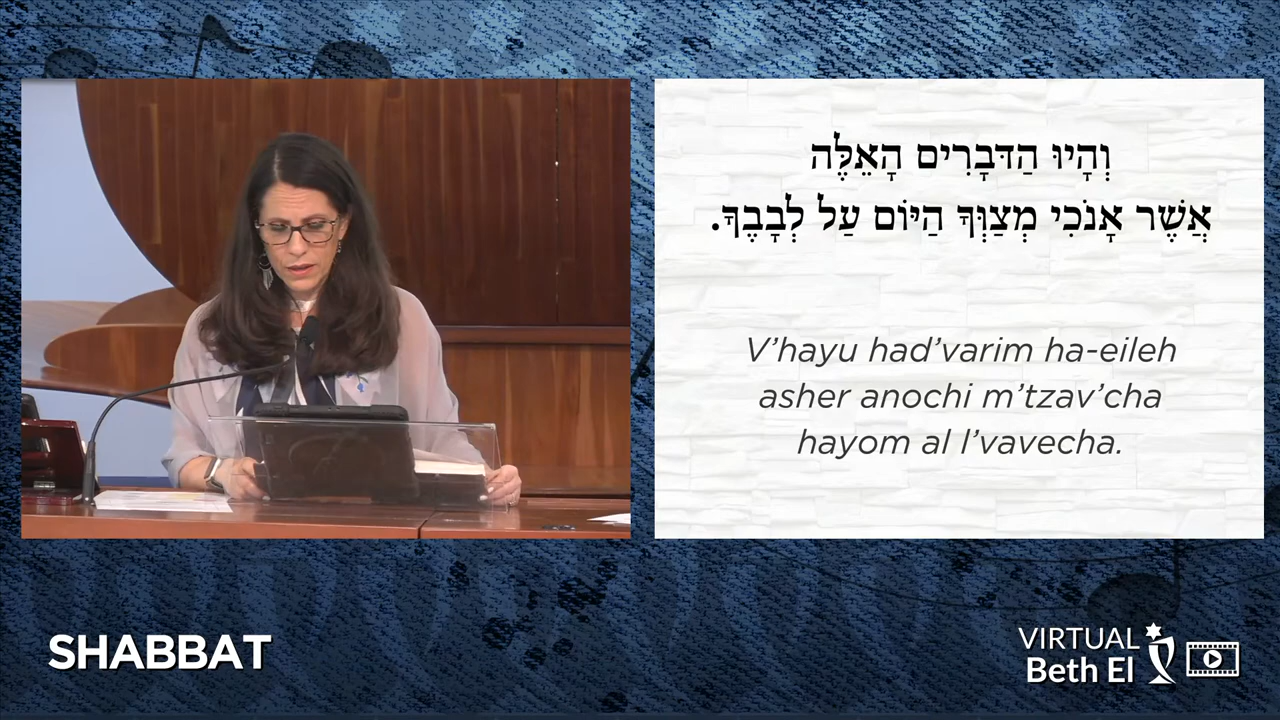 וְהָיוּ הַדְּבָרִים הָאֵלֶּה
אֲשֶׁר אָנֹכִי מְצַוְּךָ הַיּוֹם עַל לְבָבֶךָ.
V’hayu had’varim ha-eileh
asher anochi m’tzav’cha
hayom al l’vavecha.
SHABBAT
VIRTUAL
Beth El